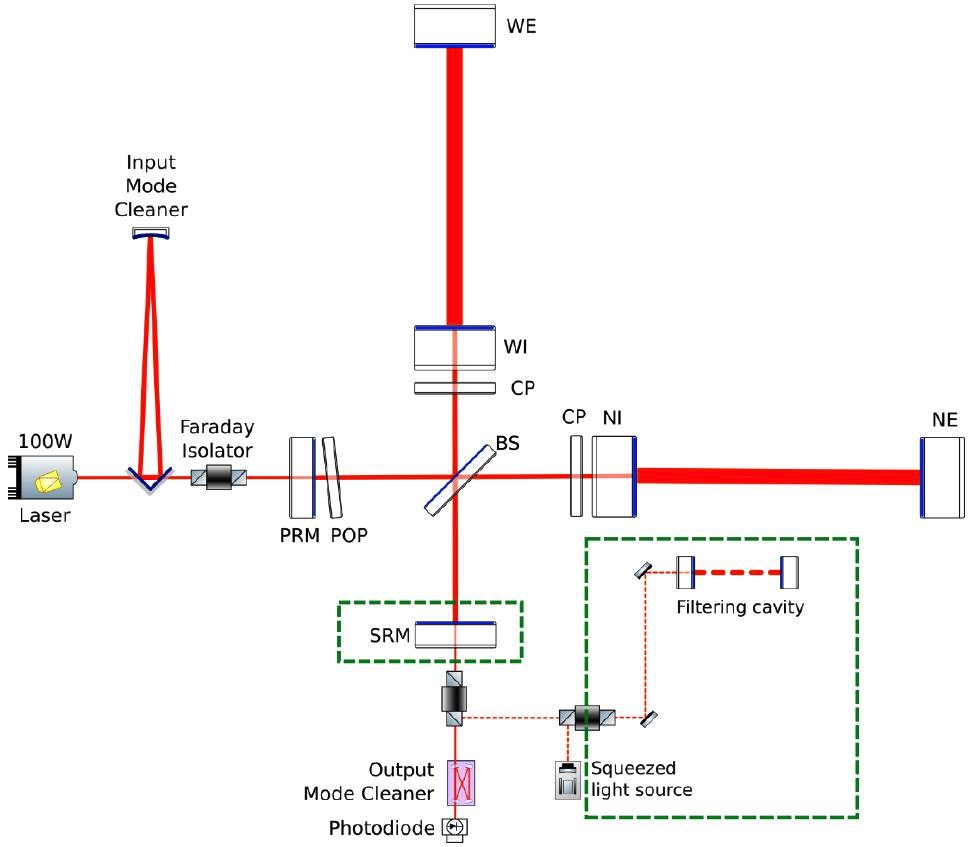 WE
Input
Mode
Cleaner
WI
CP
100W
Laser
Faraday
Isolator
PRM POP
BS
CP NI
NE
SRM
Filtering cavity
Squeezed
light source
Output
Mode Cleaner
Photodiode